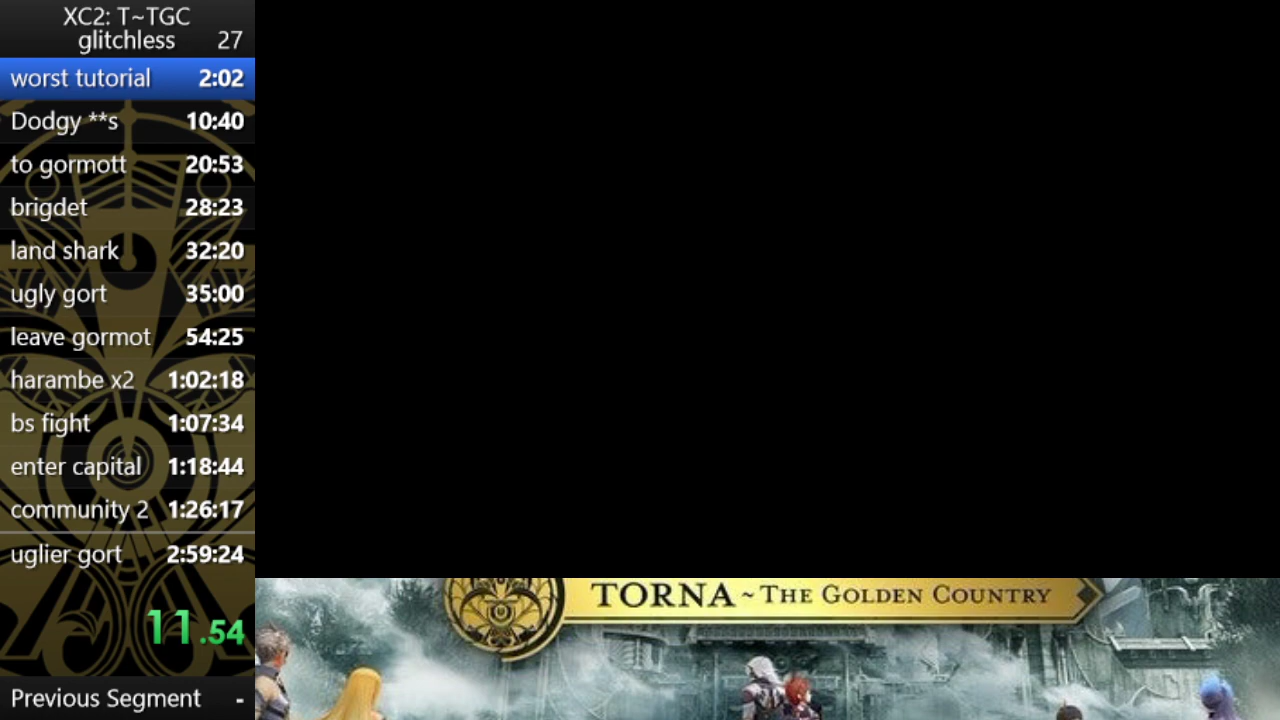 XC2: T~TGC
glitchless 27
worst tutorial 2:02
Dodgy **s 10:40
to gormott 20:53
brigdet 28:23
land shark 32:20
ugly gort 35:00
leave gormot 54:25
harambe x2 1:02:18
bs fight 1:07:34
enter capital 1:18:44
community 2 1:26:17
uglier gort 2:59:24
11.54
Previous Segment -
TORNA ~ THE GOLDEN COUNTRY